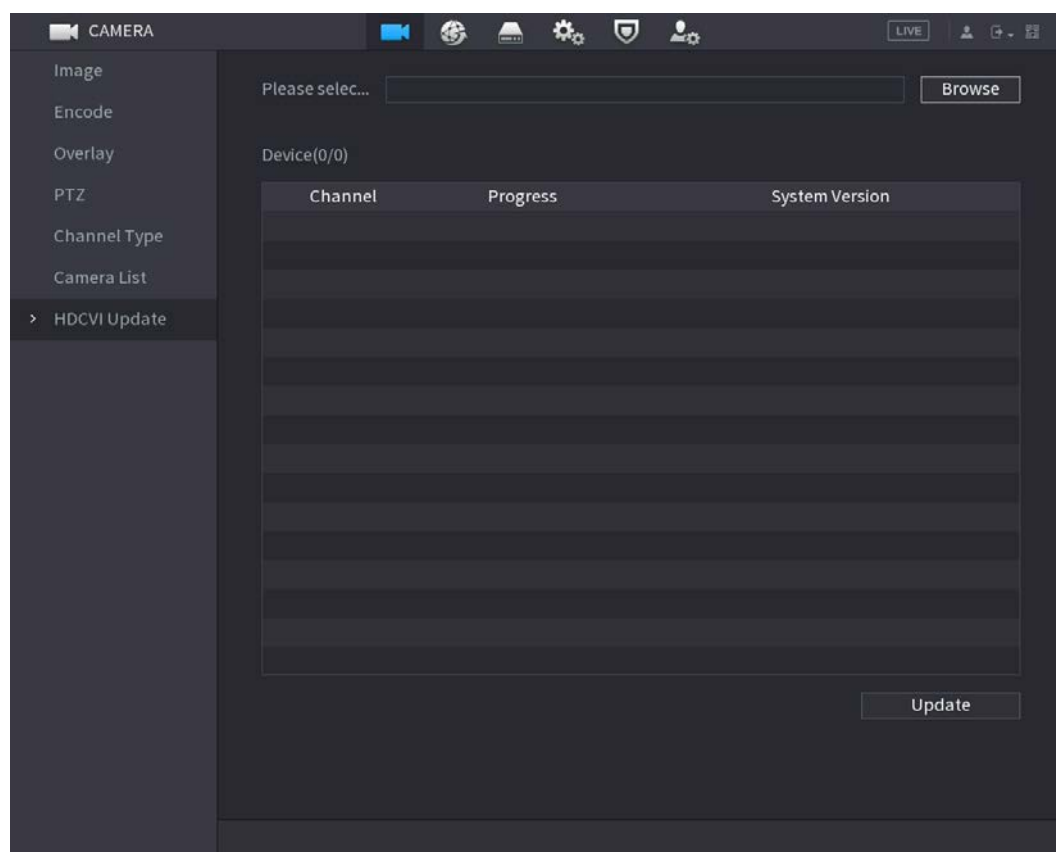 CAMERA
LIVE
Image
Encode
Overlay
PTZ
Channel Type
Camera List
HDCVI Update
Please selec...
Browse
Device(0/0)
Channel Progress System Version
Update